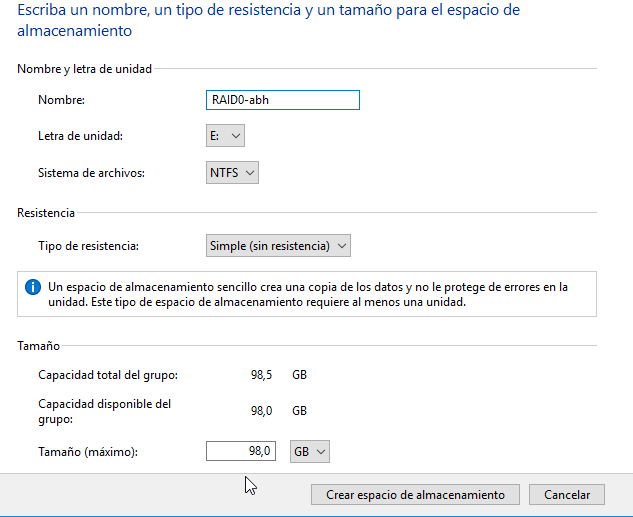 Escriba un nombre, un tipo de resistencia y un tamaño para el espacio de
almacenamiento
Nombre y letra de unidad
Nombre: RAID0-abh
Letra de unidad: E:
Sistema de archivos: NTFS
Resistencia
Tipo de resistencia: Simple (sin resistencia)
Un espacio de almacenamiento sencillo crea una copia de los datos y no le protege de errores en la
unidad. Este tipo de espacio de almacenamiento requiere al menos una unidad.
Tamaño
Capacidad total del grupo: 98,5 GB
Capacidad disponible del
grupo: 98,0 GB
Tamaño (máximo): 98,0 GB
Crear espacio de almacenamiento Cancelar